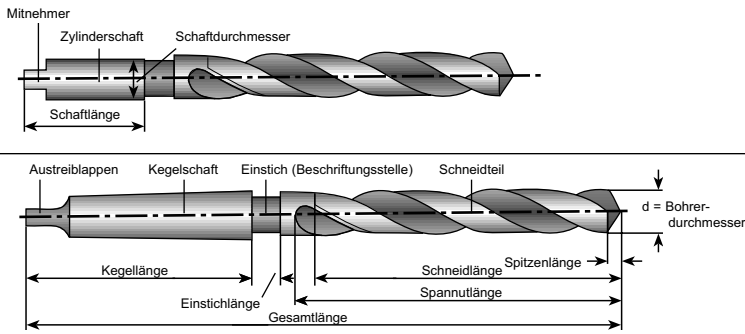 Mitnehmer
Zylinderschaft
Schaftdurchmesser
Schaftlänge
Austreiblappen
Kegelschaft
Einstich (Beschriftungsstelle)
Schneidteil
d = Bohrer-
durchmesser
Kegellänge
Einstichlänge
Schneidlänge
Spitzenlänge
Spannutlänge
Gesamtlänge